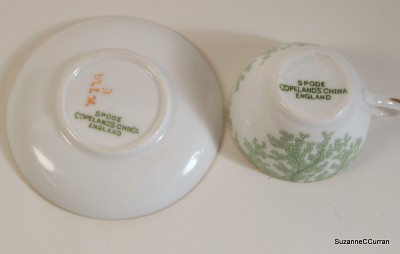 SPODE
COPELANDS CHINA
ENGLAND
SPODE
COPELANDS CHINA
ENGLAND
SuzanneCCurran